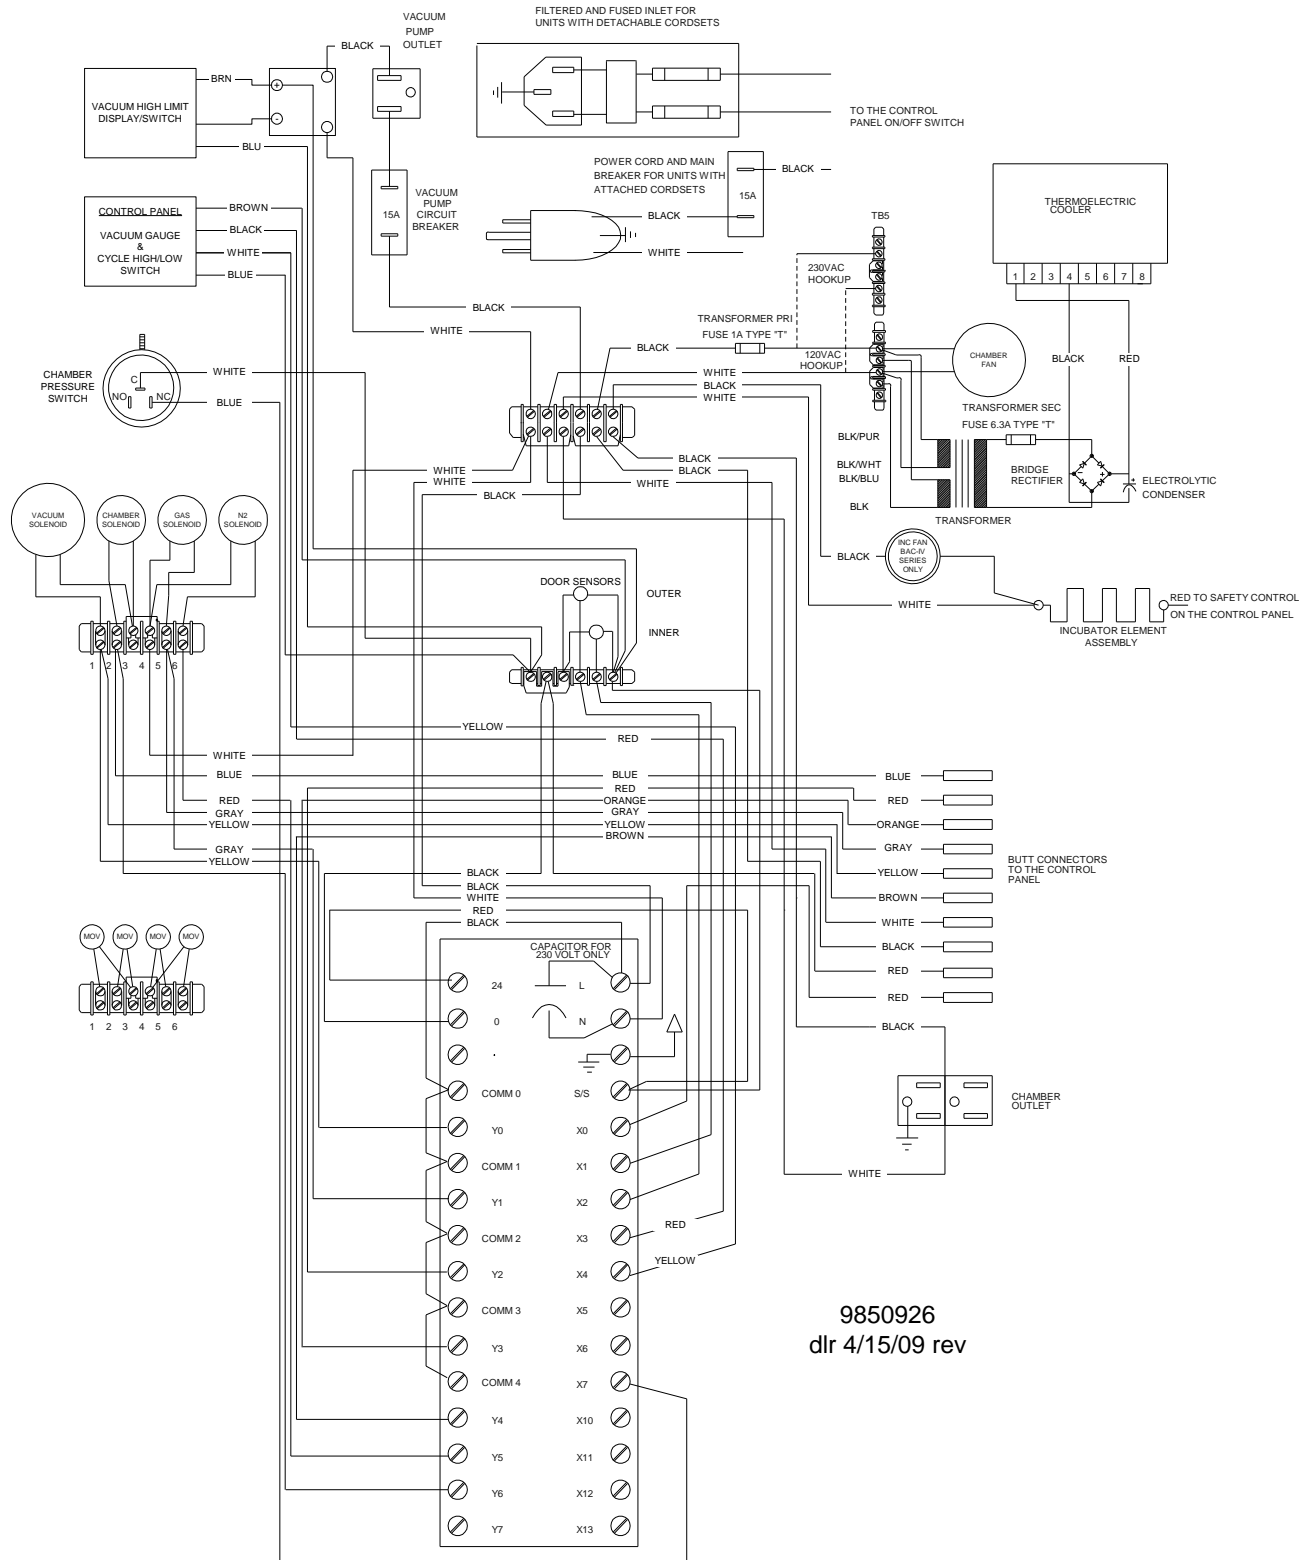 VACUUM
PUMP
OUTLET
FILTERED AND FUSED INLET FOR
UNITS WITH DETACHABLE CORDSETS
BLACK
BRN
VACUUM HIGH LIMIT
DISPLAY/SWITCH
+
-
BLU
TO THE CONTROL
PANEL ON/OFF SWITCH
POWER CORD AND MAIN
BREAKER FOR UNITS WITH
ATTACHED CORDSETS
15A
BLACK
BLACK
WHITE
VACUUM
PUMP
CIRCUIT
BREAKER
15A
CONTROL PANEL
VACUUM GAUGE
&
CYCLE HIGH/LOW
SWITCH
BROWN
BLACK
WHITE
BLUE
THERMOELECTRIC
COOLER
1 2 3 4 5 6 7 8
TB5
230VAC
HOOKUP
BLACK
WHITE
TRANSFORMER PRI
FUSE 1A TYPE "T"
BLACK
120VAC
HOOKUP
WHITE
BLACK
WHITE
CHAMBER
FAN
BLACK
RED
CHAMBER
PRESSURE
SWITCH
C
NO
NC
WHITE
BLUE
TRANSFORMER SEC
FUSE 6.3A TYPE "T"
BLK/PUR
BLK/WHT
BLK/BLU
BLK
BRIDGE
RECTIFIER
-
+
+
ELECTROLYTIC
CONDENSER
TRANSFORMER
WHITE
WHITE
BLACK
BLACK
BLACK
WHITE
VACUUM
SOLENOID
CHAMBER
SOLENOID
GAS
SOLENOID
N2
SOLENOID
1 2 3 4 5 6
BLACK
INC FAN
BAC-IV
SERIES
ONLY
WHITE
RED TO SAFETY CONTROL
ON THE CONTROL PANEL
INCUBATOR ELEMENT
ASSEMBLY
DOOR SENSORS
OUTER
INNER
YELLOW
RED
WHITE
BLUE
BLUE
BLUE
RED
RED
RED
ORANGE
ORANGE
GRAY
GRAY
GRAY
YELLOW
YELLOW
YELLOW
BROWN
BROWN
GRAY
YELLOW
WHITE
BLACK
RED
RED
BUTT CONNECTORS
TO THE CONTROL
PANEL
BLACK
BLACK
WHITE
RED
BLACK
MOV MOV MOV MOV
1 2 3 4 5 6
CAPACITOR FOR
230 VOLT ONLY
24 L
0 N
.
COMM 0 S/S
Y0 X0
COMM 1 X1
Y1 X2
COMM 2 X3
Y2 X4
COMM 3 X5
Y3 X6
COMM 4 X7
Y4 X10
Y5 X11
Y6 X12
Y7 X13
BLACK
CHAMBER
OUTLET
WHITE
RED
YELLOW
9850926
dlr 4/15/09 rev